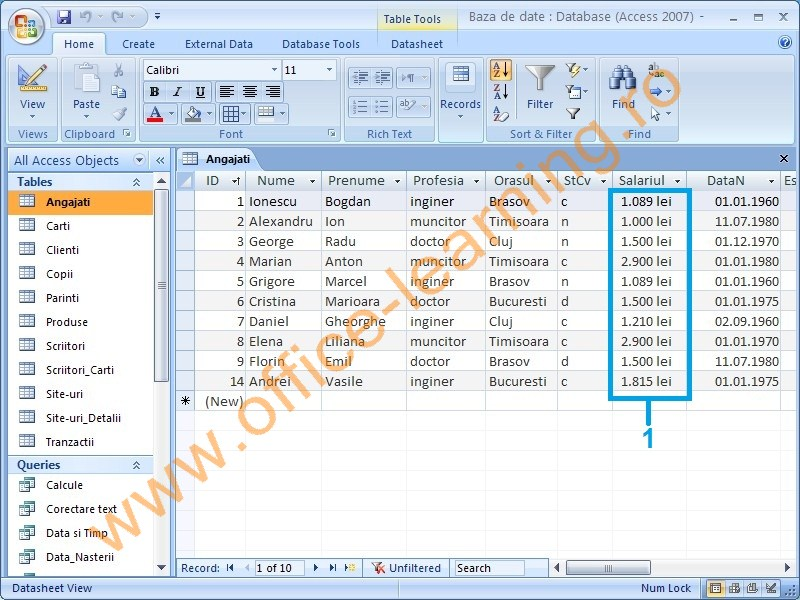 Table Tools
Baza de date : Database (Access 2007) -
Home Create External Data Database Tools Datasheet
Calibri 11
View Paste B I U A Records Filter Find
Views Clipboard Font Rich Text Sort & Filter Find
All Access Objects
Tables
Angajati
Carti
Clienti
Copii
Parinti
Produse
Scriitori
Scriitori_Carti
Site-uri
Site-uri_Detalii
Tranzactii
Queries
Calcule
Corectare text
Data si Timp
Data_Nasterii
Angajati
ID Nume Prenume Profesia Orasul StCv Salariul DataN Es
1 Ionescu Bogdan inginer Brasov c 1.089 lei 01.01.1960
2 Alexandru Ion muncitor Timisoara n 1.000 lei 11.07.1980
3 George Radu doctor Cluj n 1.500 lei 01.12.1970
4 Marian Anton muncitor Timisoara c 2.900 lei 01.01.1980
5 Grigore Marcel inginer Brasov n 1.089 lei 01.01.1960
6 Cristina Marioara doctor Bucuresti d 1.500 lei 01.01.1975
7 Daniel Gheorghe inginer Cluj c 1.210 lei 02.09.1960
8 Elena Liliana muncitor Timisoara c 2.900 lei 01.01.1970
9 Florin Emil doctor Brasov d 1.500 lei 11.07.1980
14 Andrei Vasile inginer Bucuresti c 1.815 lei 01.01.1975
* (New)
1
Record: 1 of 10 Unfiltered Search
Datasheet View Num Lock
www.office-learning.ro